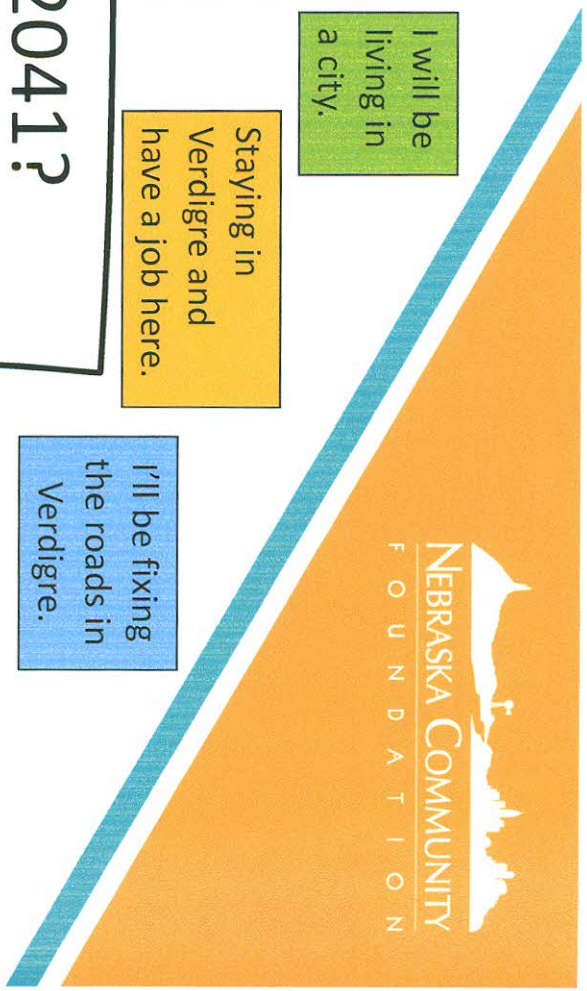 NEBRASKA COMMUNITY
FOUNDATION
I will be
living in
a city.
Staying in
Verdigre and
have a job here.
I'll be fixing
the roads in
Verdigre.
2041?